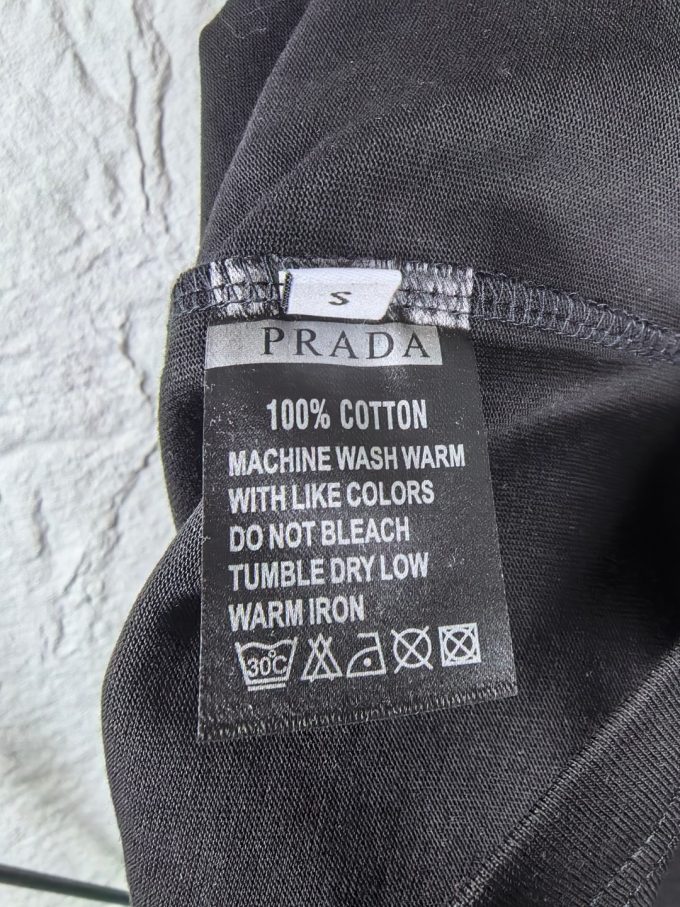 S
PRADA
100% COTTON
MACHINE WASH WARM
WITH LIKE COLORS
DO NOT BLEACH
TUMBLE DRY LOW
WARM IRON
30°C